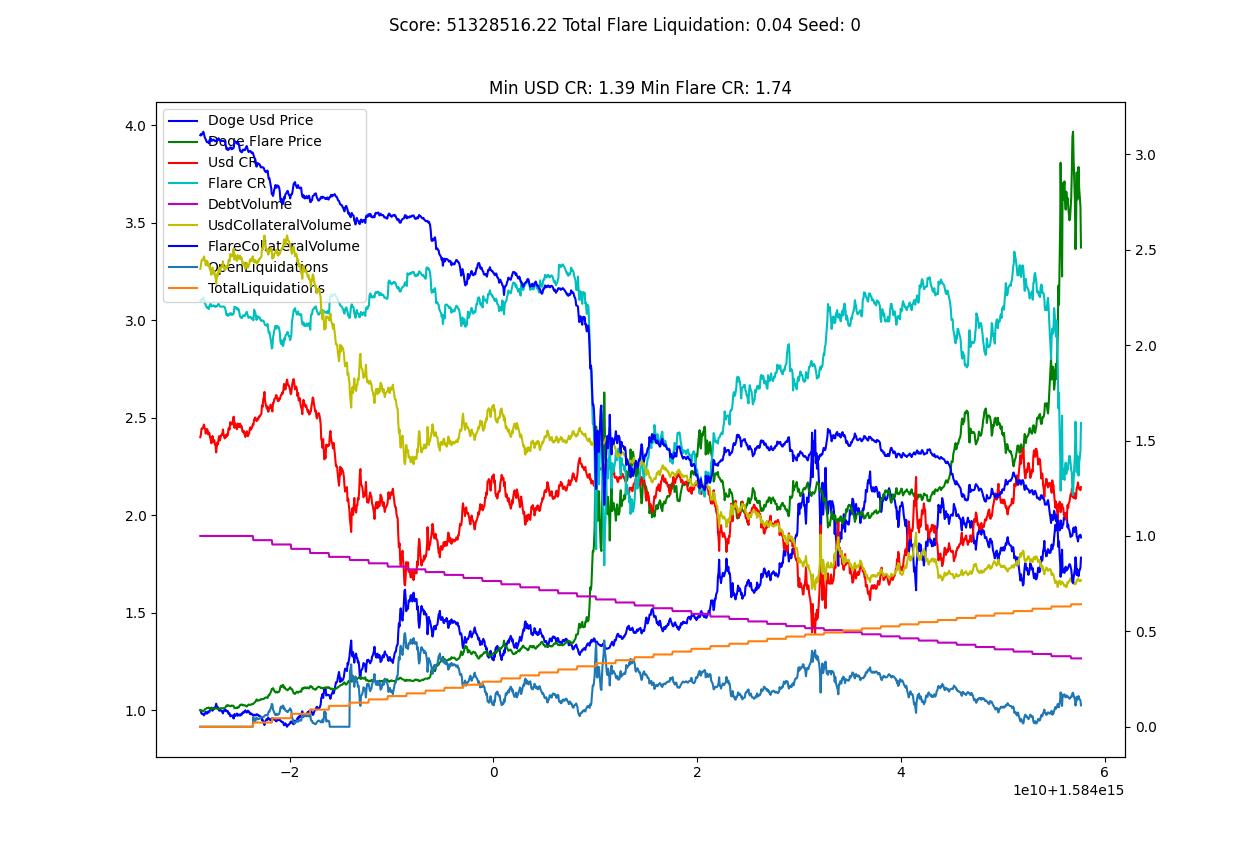 Score: 51328516.22 Total Flare Liquidation: 0.04 Seed: 0
Min USD CR: 1.39 Min Flare CR: 1.74
Doge Usd Price
Doge Flare Price
Usd CR
Flare CR
DebtVolume
UsdCollateralVolume
FlareCollateralVolume
OpenLiquidations
TotalLiquidations
4.0
3.5
3.0
2.5
2.0
1.5
1.0
3.0
2.5
2.0
1.5
1.0
0.5
0.0
−2 0 2 4 6
1e10+1.584e15